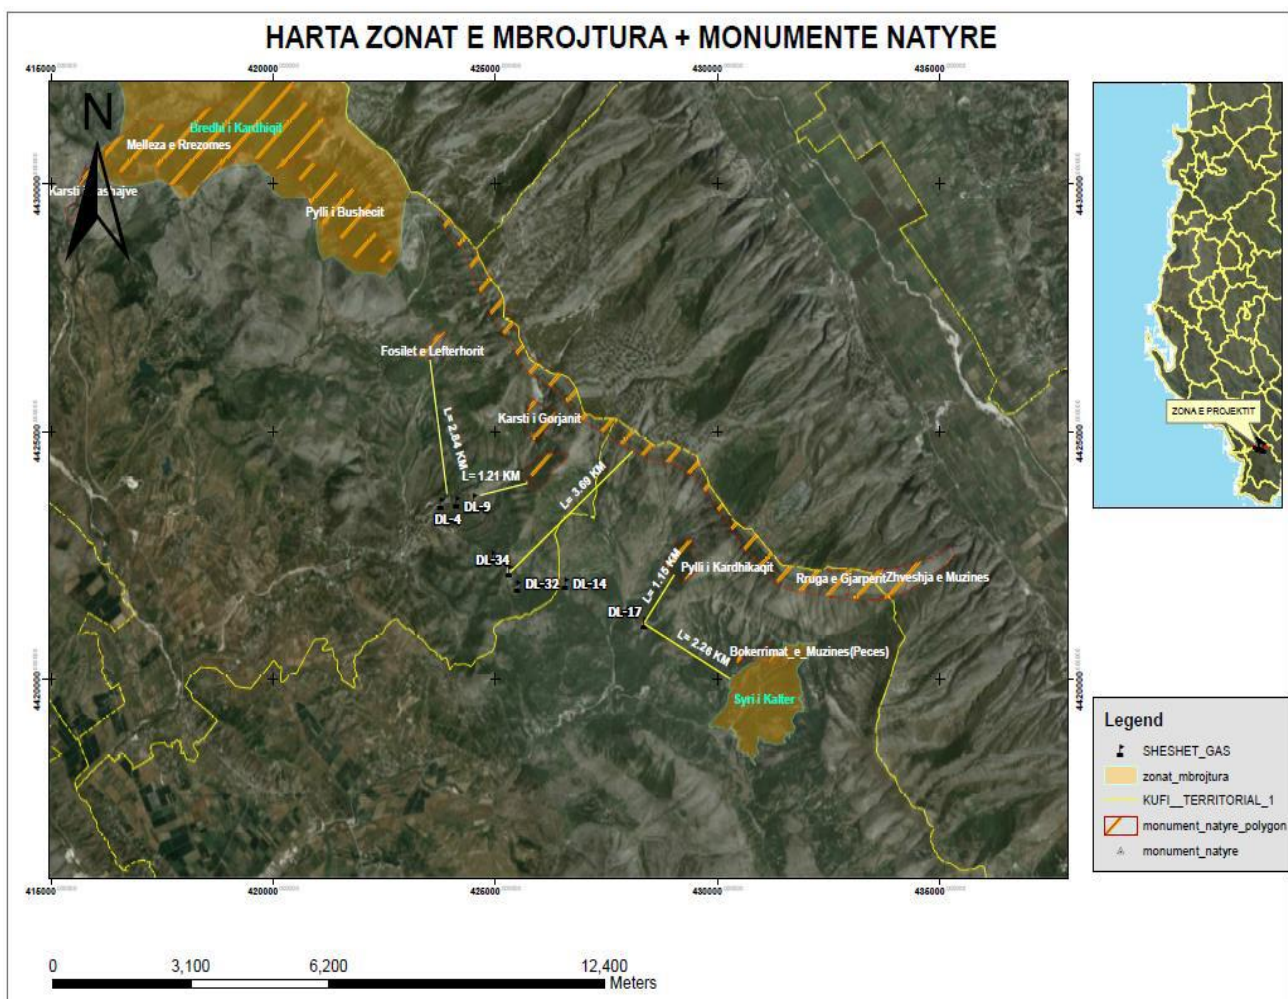 HARTA ZONAT E MBROJTURA + MONUMENTE NATYRE
416000 420000 425000 430000 435000
N
Bredhi i Kardhiqit
Melleza e Rrezomes
Karsti i
4430000
4430000
Pylli i Bushecit
Fosilet e Lefterhorit
Karsti i Gorjanit
4425000
4425000
L= 2.84 KM
L= 1.21 KM
L= 3.69 KM
DL-9
DL-4
DL-34
DL-32
DL-14
L= 1.15 KM
Pylli i Kardhikaqit
Rruga e Gjarperit
Zhveshja e Muzines
DL-17
L= 2.26 KM
Bokerrimat_e_Muzines(Peces)
4420000
4420000
Syri i Kalter
416000 420000 425000 430000 435000
ZONA E PROJEKTIT
Legend
SHESHET_GAS
zonat_mbrojtura
KUFI__TERRITORIAL_1
monument_natyre_polygon
monument_natyre
0 3,100 6,200 12,400
Meters